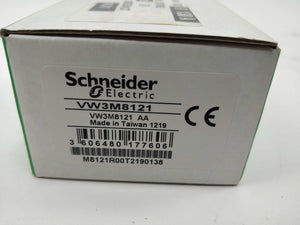 Schneider
Electric
VW3M8121
VW3M8121 AA
Made in Taiwan 1219
CE
3 606480 177606
M8121R00T2190138